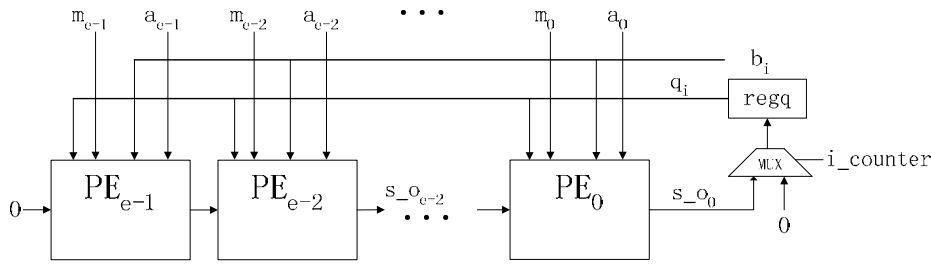 m_{e-1} a_{e-1} m_{e-2} a_{e-2} ••• m_0 a_0
b_i
q_i regq
MUX i_counter
PE_{e-1} PE_{e-2} PE_0
0 s_o_{e-2} ••• s_o_0 0